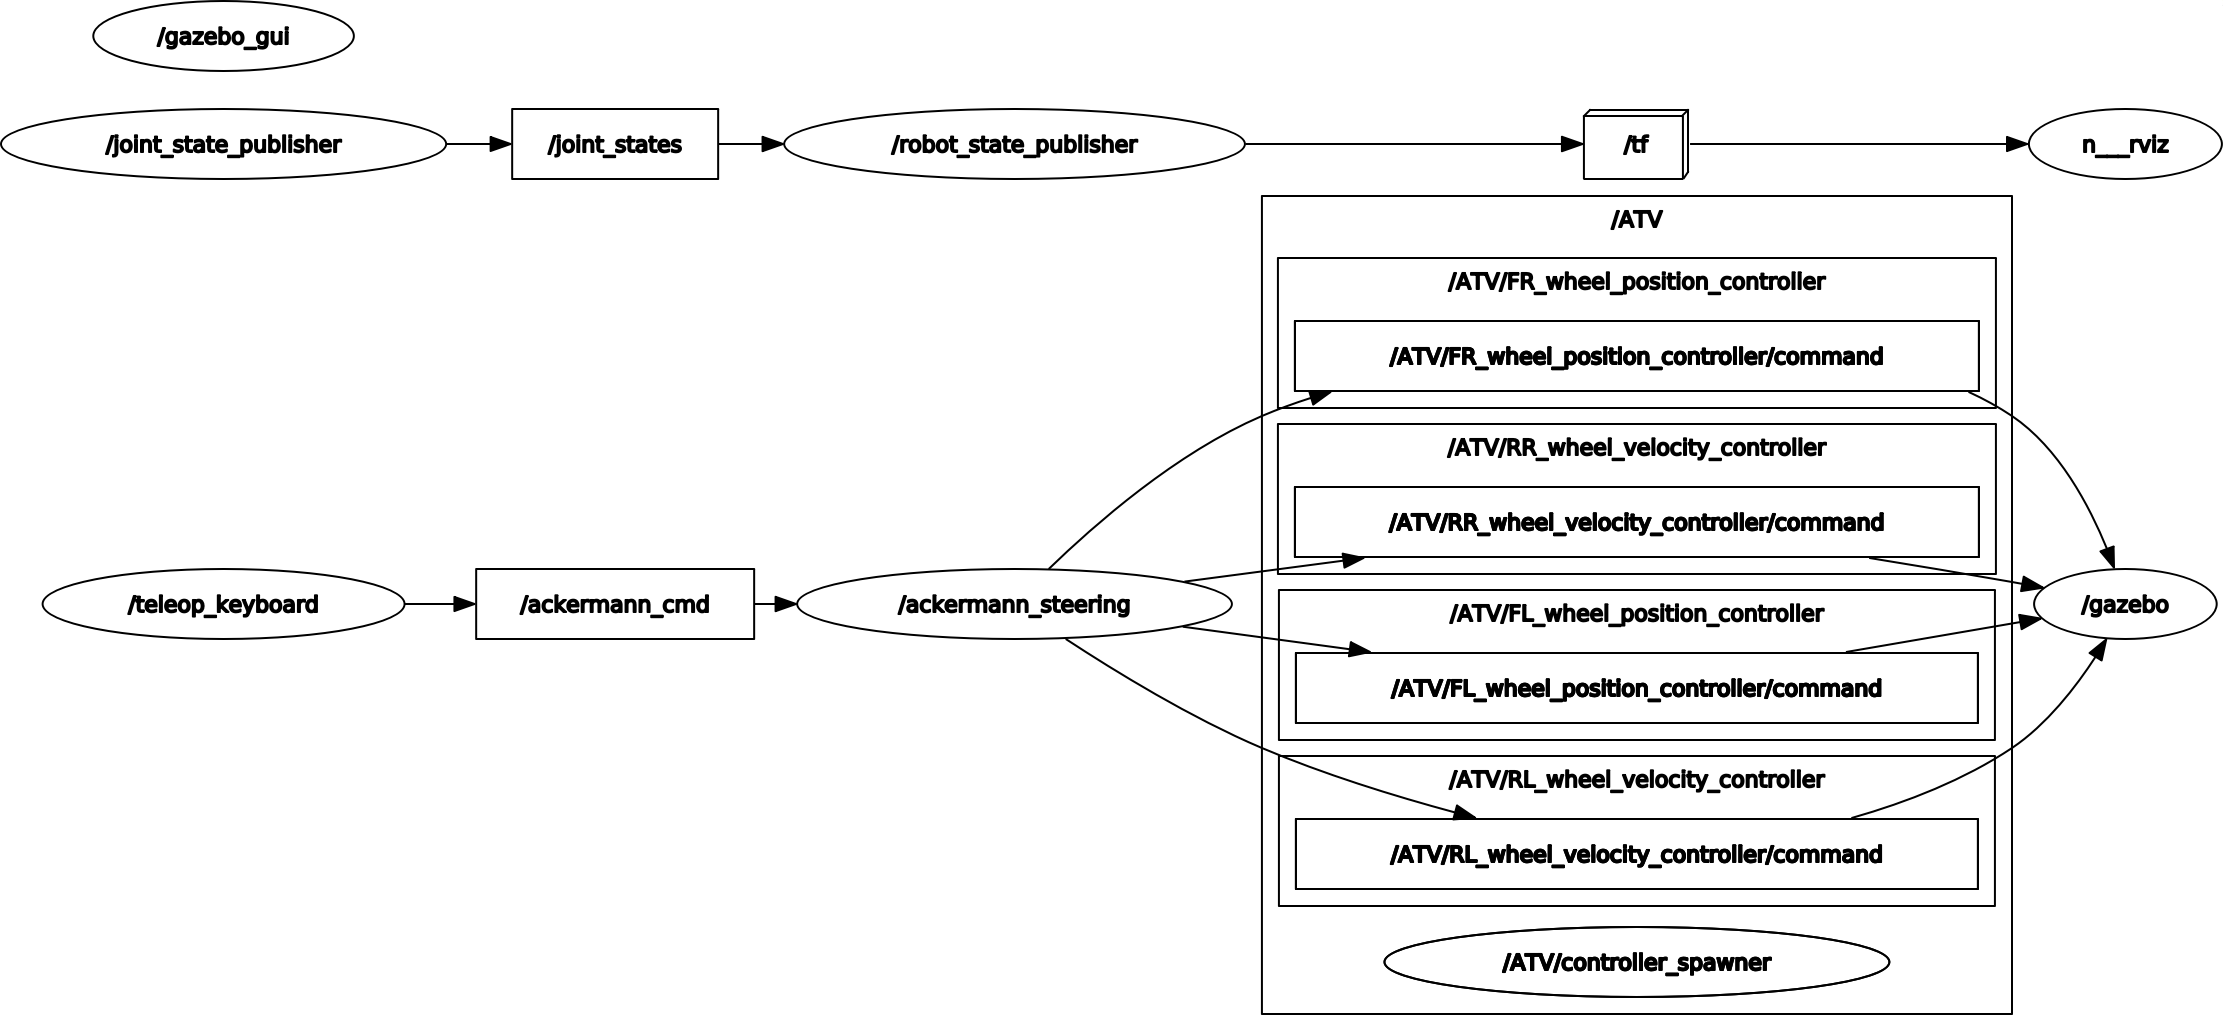 /gazebo_gui
/joint_state_publisher
/joint_states
/robot_state_publisher
/tf
n___rviz
/ATV
/ATV/FR_wheel_position_controller
/ATV/FR_wheel_position_controller/command
/ATV/RR_wheel_velocity_controller
/ATV/RR_wheel_velocity_controller/command
/teleop_keyboard
/ackermann_cmd
/ackermann_steering
/ATV/FL_wheel_position_controller
/gazebo
/ATV/FL_wheel_position_controller/command
/ATV/RL_wheel_velocity_controller
/ATV/RL_wheel_velocity_controller/command
/ATV/controller_spawner